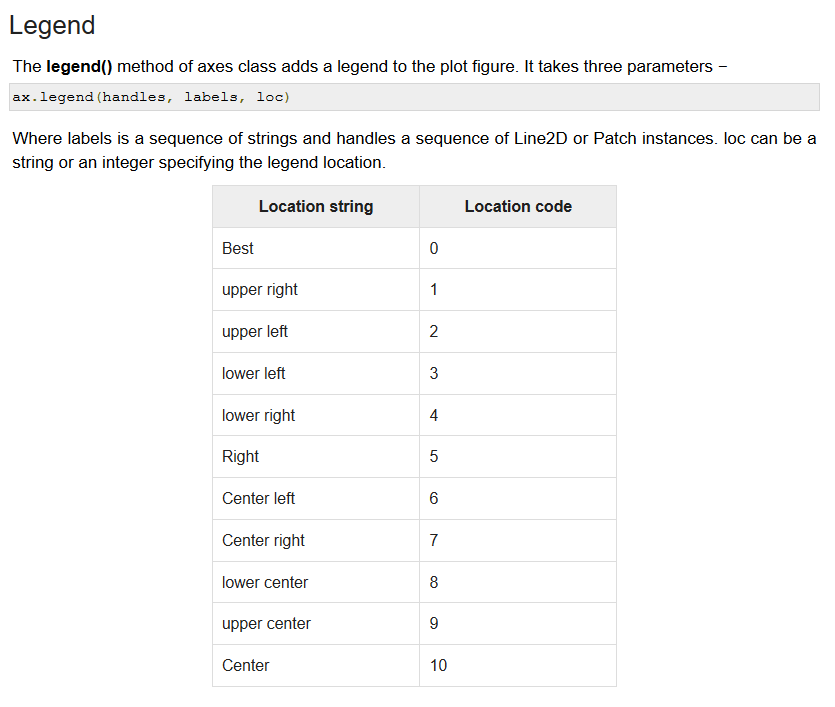 Legend
The legend() method of axes class adds a legend to the plot figure. It takes three parameters −
ax.legend(handles, labels, loc)
Where labels is a sequence of strings and handles a sequence of Line2D or Patch instances. loc can be a
string or an integer specifying the legend location.
Location string Location code
Best 0
upper right 1
upper left 2
lower left 3
lower right 4
Right 5
Center left 6
Center right 7
lower center 8
upper center 9
Center 10